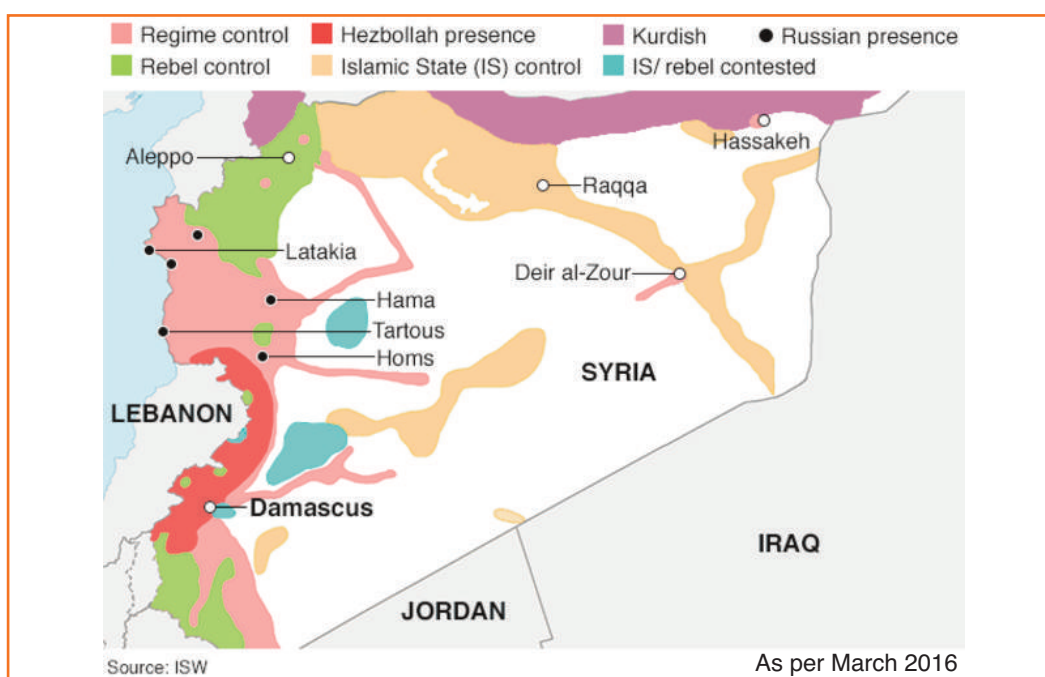 Regime control Hezbollah presence Kurdish Russian presence
Rebel control Islamic State (IS) control IS/ rebel contested
Hassakeh
Aleppo
Raqqa
Latakia
Deir al-Zour
Hama
Tartous
Homs
SYRIA
LEBANON
Damascus
IRAQ
JORDAN
Source: ISW
As per March 2016